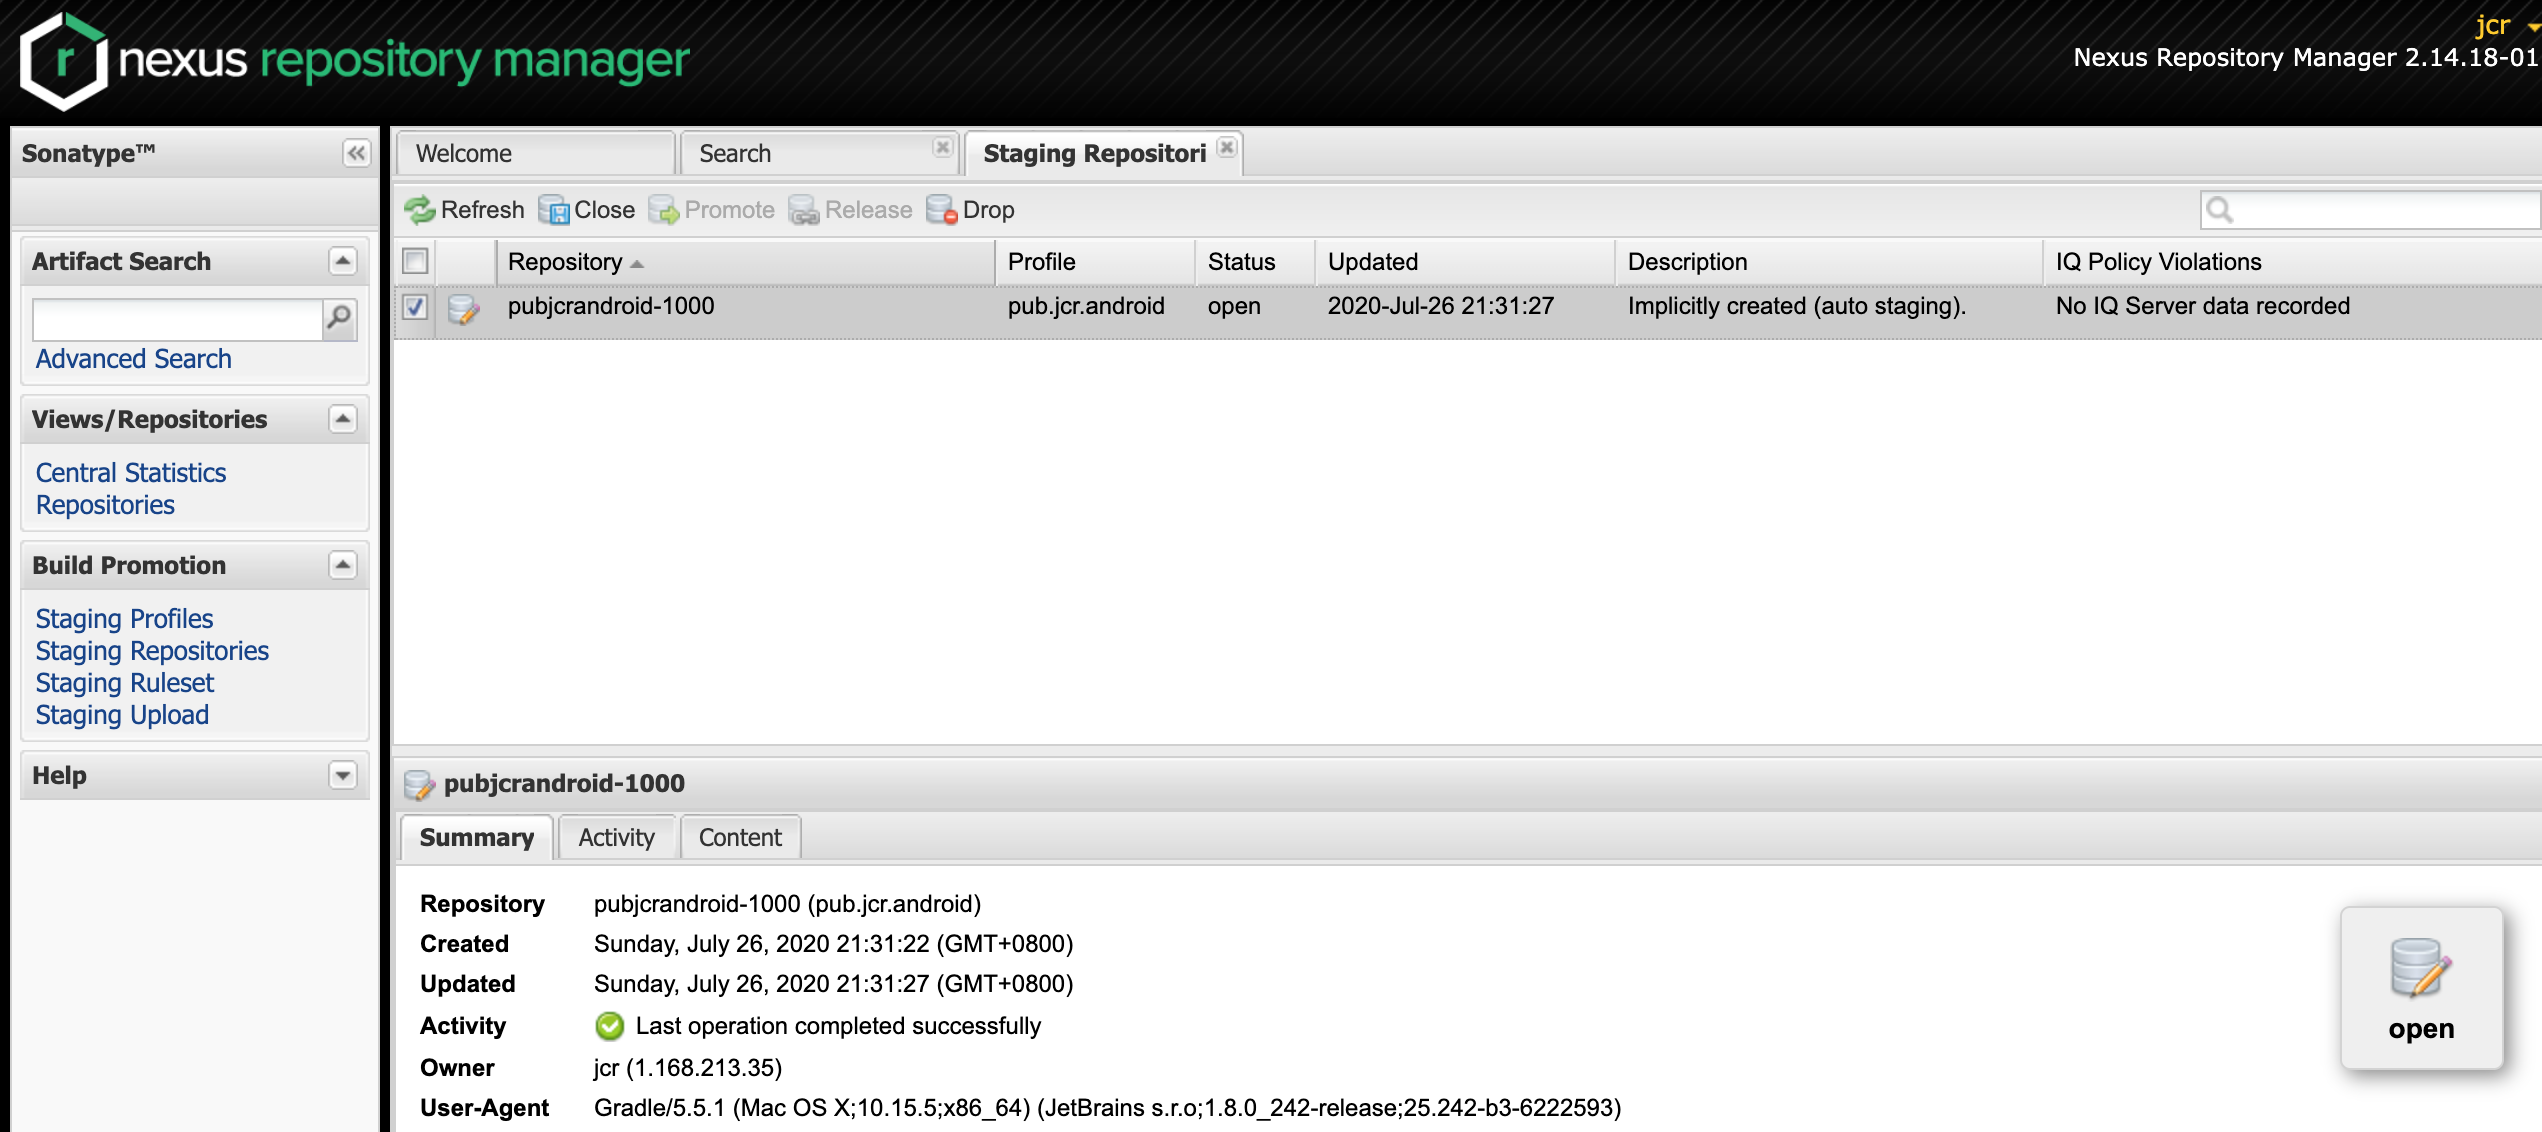 r nexus repository manager
jcr
Nexus Repository Manager 2.14.18-01
Sonatype™
Welcome
Search
Staging Repositori
Refresh
Close
Promote
Release
Drop
Artifact Search
Advanced Search
Views/Repositories
Central Statistics
Repositories
Build Promotion
Staging Profiles
Staging Repositories
Staging Ruleset
Staging Upload
Help
Repository Profile Status Updated Description IQ Policy Violations
pubjcrandroid-1000 pub.jcr.android open 2020-Jul-26 21:31:27 Implicitly created (auto staging). No IQ Server data recorded
pubjcrandroid-1000
Summary
Activity
Content
Repository pubjcrandroid-1000 (pub.jcr.android)
Created Sunday, July 26, 2020 21:31:22 (GMT+0800)
Updated Sunday, July 26, 2020 21:31:27 (GMT+0800)
Activity Last operation completed successfully
Owner jcr (1.168.213.35)
User-Agent Gradle/5.5.1 (Mac OS X;10.15.5;x86_64) (JetBrains s.r.o;1.8.0_242-release;25.242-b3-6222593)
open